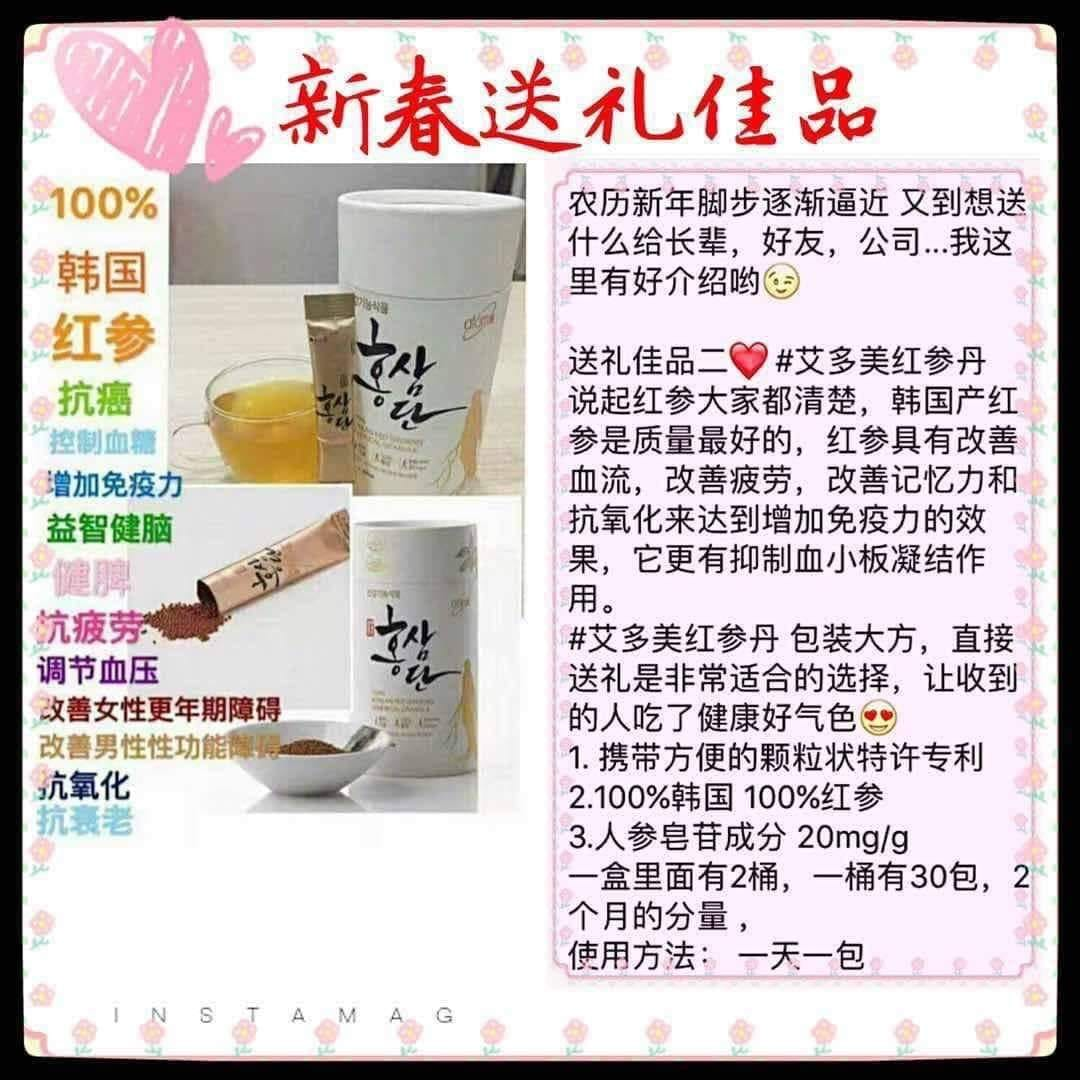 新春送礼佳品
100%
韩国
红参
抗癌
控制血糖
增加免疫力
益智健脑
健脾
抗疲劳
调节血压
改善女性更年期障碍
改善男性性功能障碍
抗氧化
抗衰老
홍삼단
홍삼단
홍삼단
农历新年脚步逐渐逼近 又到想送
什么给长辈，好友，公司...我这
里有好介绍哟😉
送礼佳品二❤️ #艾多美红参丹
说起红参大家都清楚，韩国产红
参是质量最好的，红参具有改善
血流，改善疲劳，改善记忆力和
抗氧化来达到增加免疫力的效
果，它更有抑制血小板凝结作
用。
#艾多美红参丹 包装大方，直接
送礼是非常适合的选择，让收到
的人吃了健康好气色😍
1. 携带方便的颗粒状特许专利
2.100%韩国 100%红参
3.人参皂苷成分 20mg/g
一盒里面有2桶，一桶有30包，2
个月的分量 ，
使用方法： 一天一包
INSTAMAG